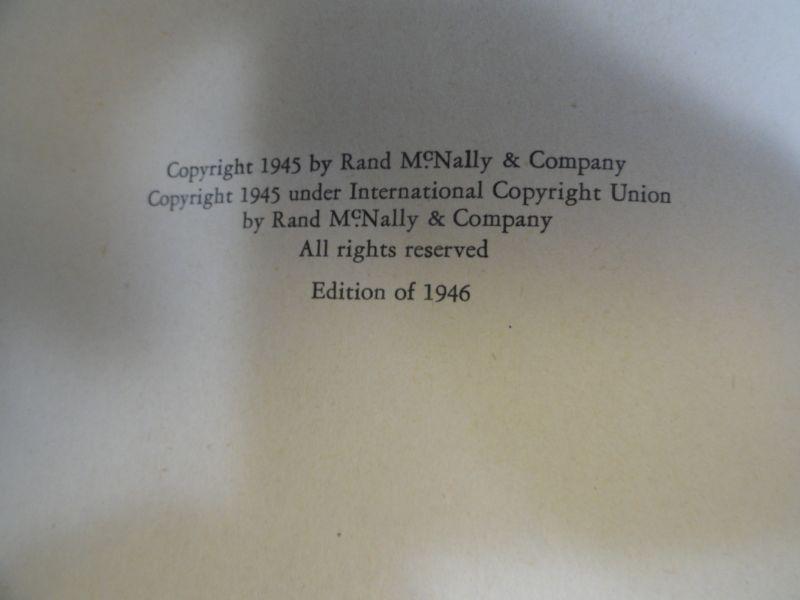 Copyright 1945 by Rand McNally & Company
Copyright 1945 under International Copyright Union
by Rand McNally & Company
All rights reserved
Edition of 1946